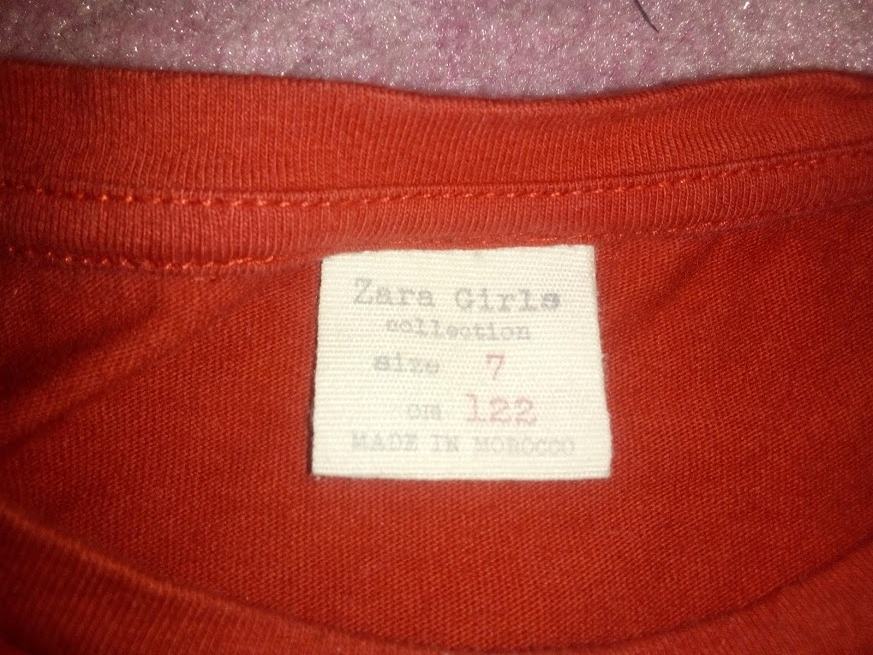 Zara Girls
collection
size 7
cm 122
MADE IN MOROCCO